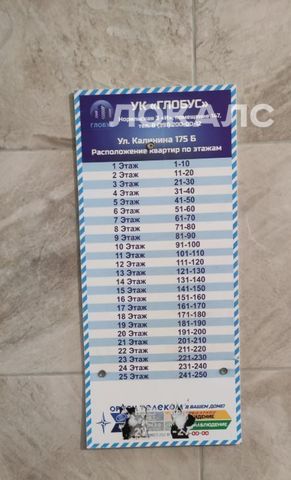 ГЛОБУС
УК «ГЛОБУС»
помещение 147,
Ул. Калинина 175 Б
Расположение квартир по этажам
1 Этаж 1-10
2 Этаж 11-20
3 Этаж 21-30
4 Этаж 31-40
5 Этаж 41-50
6 Этаж 51-60
7 Этаж 61-70
8 Этаж 71-80
9 Этаж 81-90
10 Этаж 91-100
11 Этаж 101-110
12 Этаж 111-120
13 Этаж 121-130
14 Этаж 131-140
15 Этаж 141-150
16 Этаж 151-160
17 Этаж 161-170
18 Этаж 171-180
19 Этаж 181-190
20 Этаж 191-200
21 Этаж 201-210
22 Этаж 211-220
23 Этаж 221-230
24 Этаж 231-240
25 Этаж 241-250
В ВАШЕМ ДОМЕ!